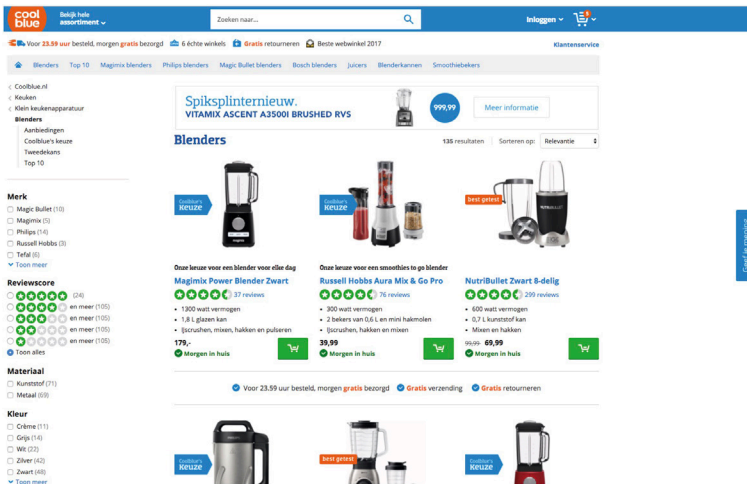 cool
blue
Bekijk hele
assortiment
Zoeken naar...
Inloggen
Voor 23.59 uur besteld, morgen gratis bezorgd
6 échte winkels
Gratis retourneren
Beste webwinkel 2017
Klantenservice
Blenders
Top 10
Magimix blenders
Philips blenders
Magic Bullet blenders
Bosch blenders
Juicers
Blenderkannen
Smoothiebekers
Coolblue.nl
Keuken
Klein keukenapparatuur
Blenders
Aanbiedingen
Coolblue's keuze
Tweedekans
Top 10
Spiksplinternieuw.
VITAMIX ASCENT A3500I BRUSHED RVS
999,99
Meer informatie
Blenders
135 resultaten
Sorteren op:
Relevantie
Merk
Magic Bullet (10)
Magimix (5)
Philips (14)
Russell Hobbs (3)
Tefal (6)
Toon meer
Reviewscore
(24)
en meer (105)
en meer (105)
en meer (105)
en meer (105)
Toon alles
Materiaal
Kunststof (71)
Metaal (69)
Kleur
Crème (11)
Grijs (14)
Wit (22)
Zilver (42)
Zwart (48)
Toon meer
Coolblue's
Keuze
Onze keuze voor een blender voor elke dag
Magimix Power Blender Zwart
37 reviews
1300 watt vermogen
1,8 L glazen kan
Ijscrushen, mixen, hakken en pulseren
179,-
Morgen in huis
Coolblue's
Keuze
Onze keuze voor een smoothies to go blender
Russell Hobbs Aura Mix & Go Pro
76 reviews
300 watt vermogen
2 bekers van 0,6 L en mini hakmolen
Ijscrushen, hakken en mixen
39,99
Morgen in huis
best getest
NUTRIBULLET
NutriBullet Zwart 8-delig
299 reviews
600 watt vermogen
0,7 L kunststof kan
Mixen en hakken
99,99 69,99
Morgen in huis
Voor 23.59 uur besteld, morgen gratis bezorgd
Gratis verzending
Gratis retourneren
Coolblue's
Keuze
best getest
Coolblue's
Keuze
Geef je mening